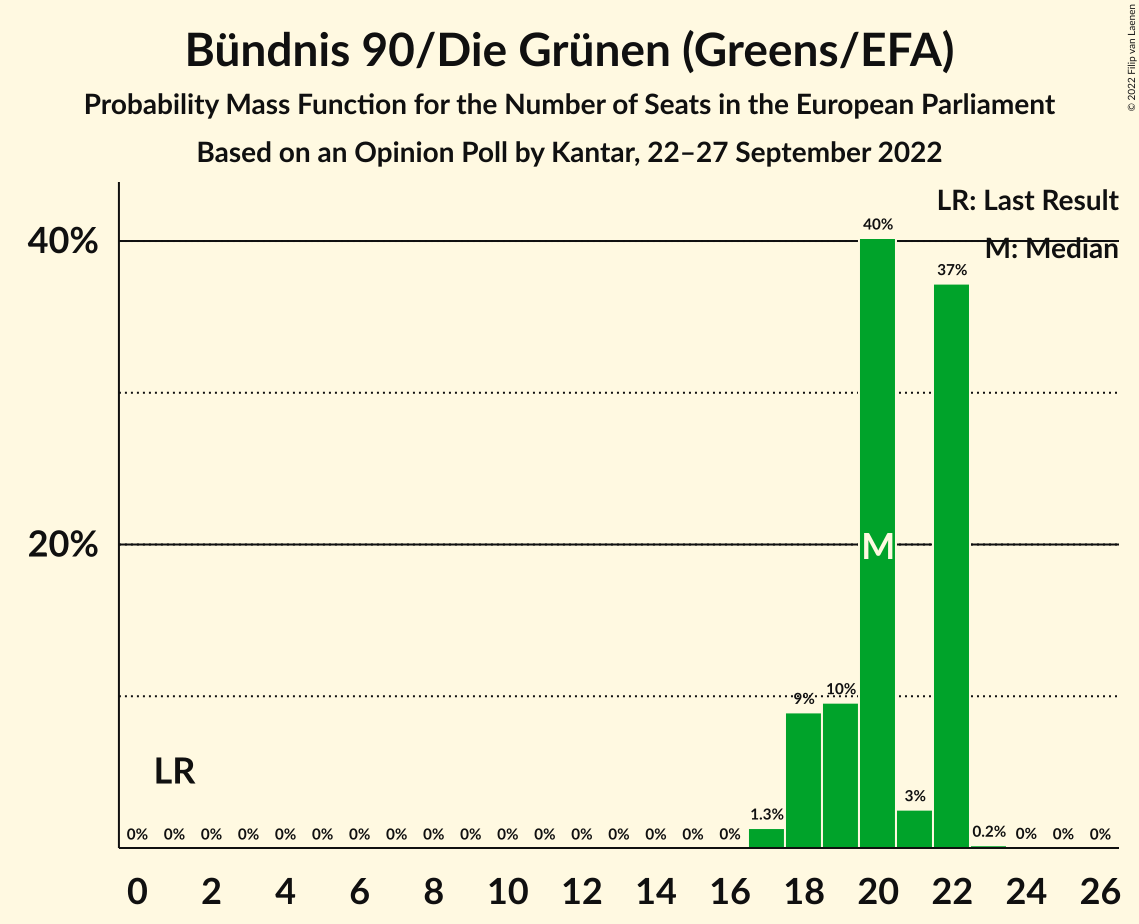 Bündnis 90/Die Grünen (Greens/EFA)
Probability Mass Function for the Number of Seats in the European Parliament
Based on an Opinion Poll by Kantar, 22–27 September 2022
© 2022 Filip van Laenen
LR: Last Result
M: Median
40%
20%
40%
37%
M
9%
10%
3%
1.3%
0.2%
LR
0% 0% 0% 0% 0% 0% 0% 0% 0% 0% 0% 0% 0% 0% 0% 0% 0% 0% 0% 0%
0 2 4 6 8 10 12 14 16 18 20 22 24 26